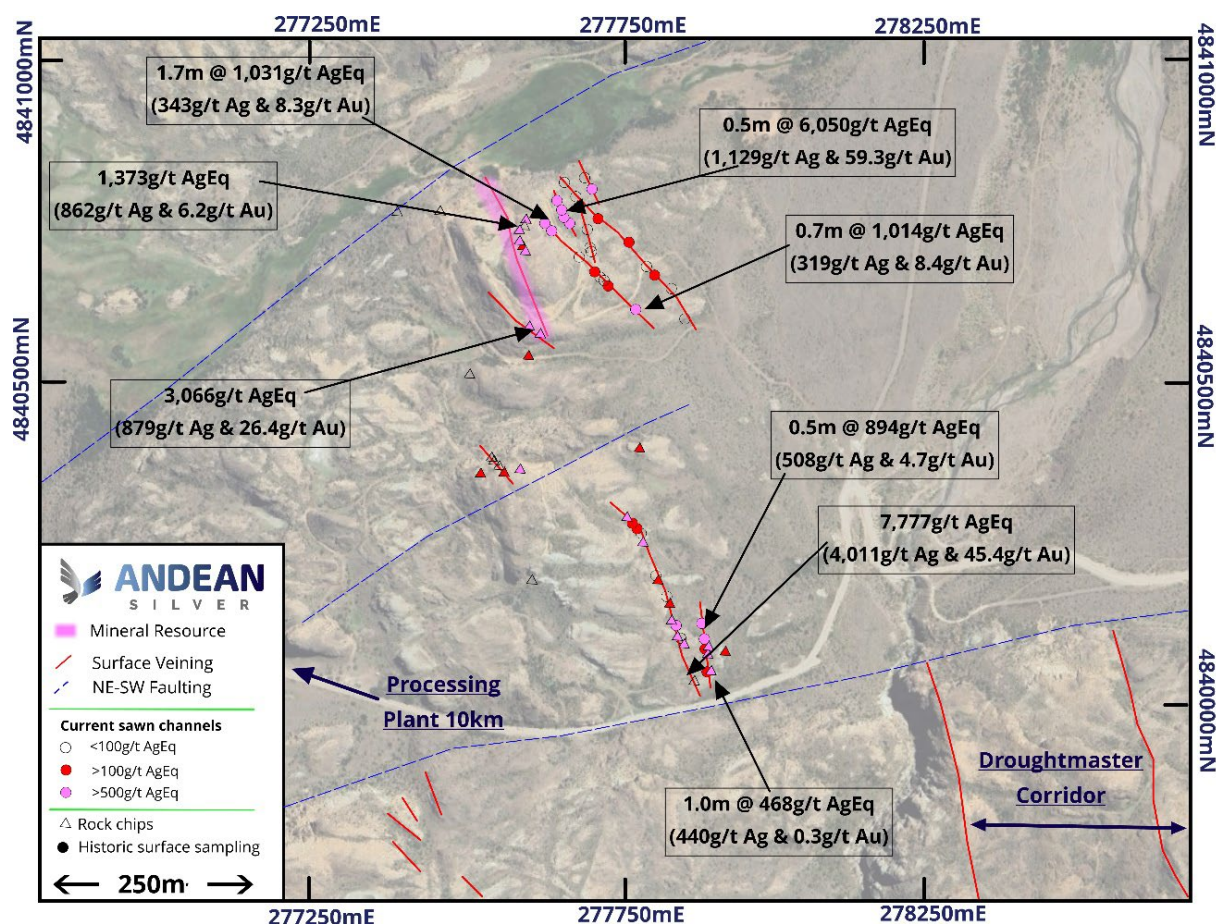 277250mE
277750mE
278250mE
4841000mN
4841000mN
1.7m @ 1,031g/t AgEq
(343g/t Ag & 8.3g/t Au)
0.5m @ 6,050g/t AgEq
(1,129g/t Ag & 59.3g/t Au)
1,373g/t AgEq
(862g/t Ag & 6.2g/t Au)
0.7m @ 1,014g/t AgEq
(319g/t Ag & 8.4g/t Au)
4840500mN
4840500mN
3,066g/t AgEq
(879g/t Ag & 26.4g/t Au)
0.5m @ 894g/t AgEq
(508g/t Ag & 4.7g/t Au)
7,777g/t AgEq
(4,011g/t Ag & 45.4g/t Au)
ANDEAN
SILVER
Mineral Resource
Surface Veining
NE-SW Faulting
Current sawn channels
<100g/t AgEq
>100g/t AgEq
>500g/t AgEq
Rock chips
Historic surface sampling
250m
Processing
Plant 10km
4840000mN
Droughtmaster
Corridor
1.0m @ 468g/t AgEq
(440g/t Ag & 0.3g/t Au)
277250mE
277750mE
278250mE